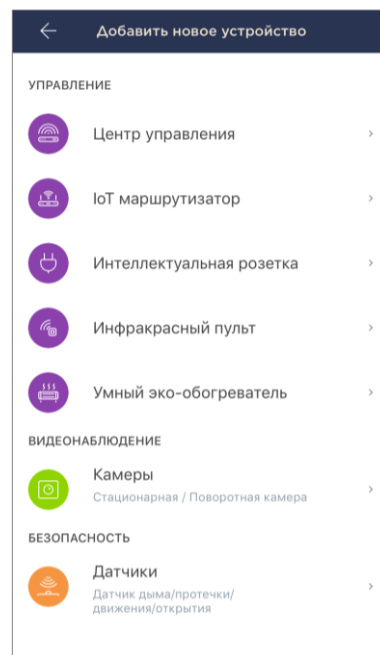 Добавить новое устройство
УПРАВЛЕНИЕ
Центр управления
IoT маршрутизатор
Интеллектуальная розетка
Инфракрасный пульт
Умный эко-обогреватель
ВИДЕОНАБЛЮДЕНИЕ
Камеры
Стационарная / Поворотная камера
БЕЗОПАСНОСТЬ
Датчики
Датчик дыма/протечки/
движения/открытия